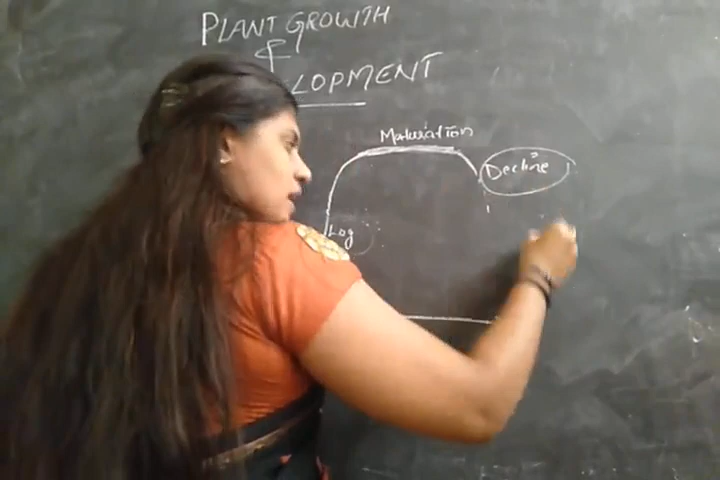 PLANT GROWTH
&
LOPMENT
Maturation
Decline
Log